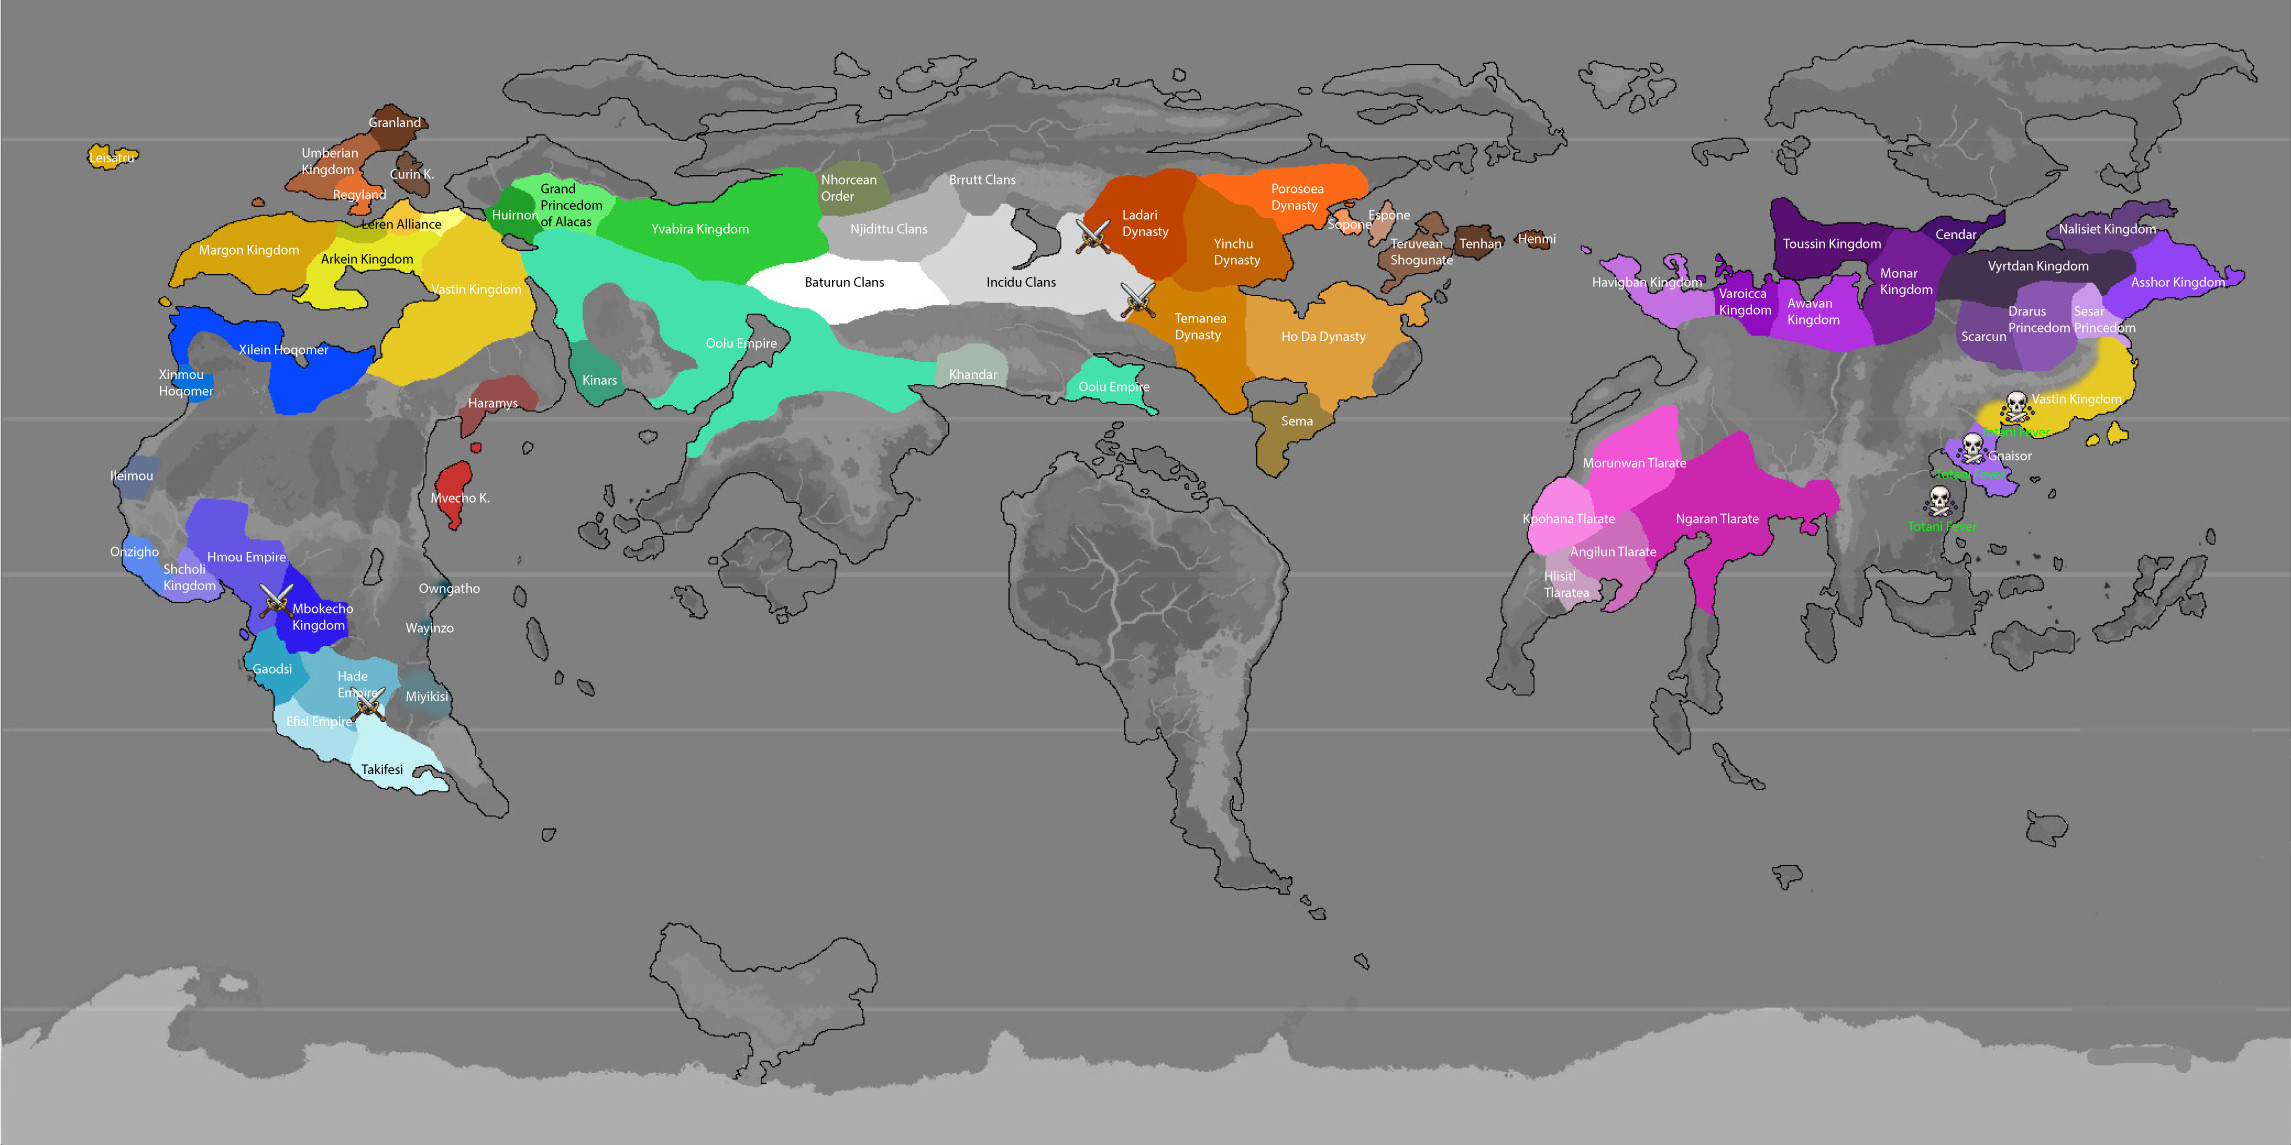 Granland
Leisatru
Umberian
Kingdom
Curin K.
Regyland
Leren Alliance
Margon Kingdom
Arkein Kingdom
Vastin Kingdom
Huirnon
Grand
Princedom
of Alacas
Yvabira Kingdom
Nhorcean
Order
Brrutt Clans
Njidittu Clans
Baturun Clans
Incidu Clans
Ladari
Dynasty
Yinchu
Dynasty
Porosoea
Dynasty
Sopone
Espone
Teruvean
Shogunate
Tenhan
Henmi
Temanea
Dynasty
Ho Da Dynasty
Sema
Oolu Empire
Kinars
Khandar
Oolu Empire
Xilein Hoqomer
Xinmou
Hoqomer
Haramys
Mvecho K.
Ileimou
Onzigho
Shcholi
Kingdom
Hmou Empire
Mbokecho
Kingdom
Owngatho
Wayinzo
Gaodsi
Hade
Empire
Miyikisi
Efisi Empire
Takifesi
Havigban Kingdom
Varoicca
Kingdom
Awavan
Kingdom
Toussin Kingdom
Monar
Kingdom
Cendar
Nalisiet Kingdom
Vyrtdan Kingdom
Asshor Kingdom
Drarus
Princedom
Sesar
Princedom
Scarcun
Vastin Kingdom
Totani Fever
Gnaisor
Totani Fever
Totani Fever
Morunwan Tlarate
Kpohana Tlarate
Ngaran Tlarate
Angilun Tlarate
Hlisitl
Tlaratea